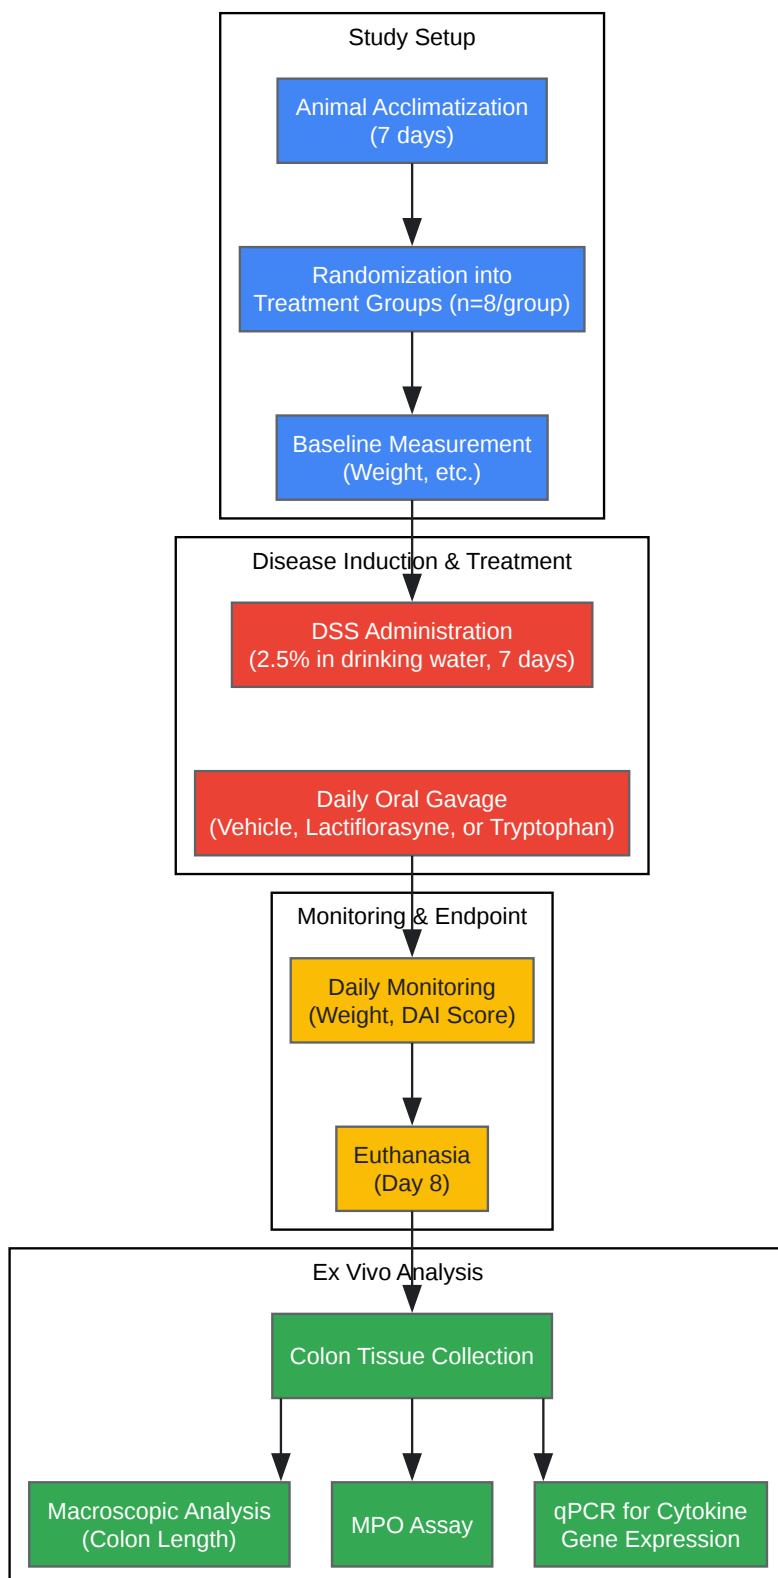 Study Setup
Animal Acclimatization
(7 days)
Randomization into
Treatment Groups (n=8/group)
Baseline Measurement
(Weight, etc.)
Disease Induction & Treatment
DSS Administration
(2.5% in drinking water, 7 days)
Daily Oral Gavage
(Vehicle, Lactiflorasyne, or Tryptophan)
Monitoring & Endpoint
Daily Monitoring
(Weight, DAI Score)
Euthanasia
(Day 8)
Ex Vivo Analysis
Colon Tissue Collection
Macroscopic Analysis
(Colon Length)
MPO Assay
qPCR for Cytokine
Gene Expression